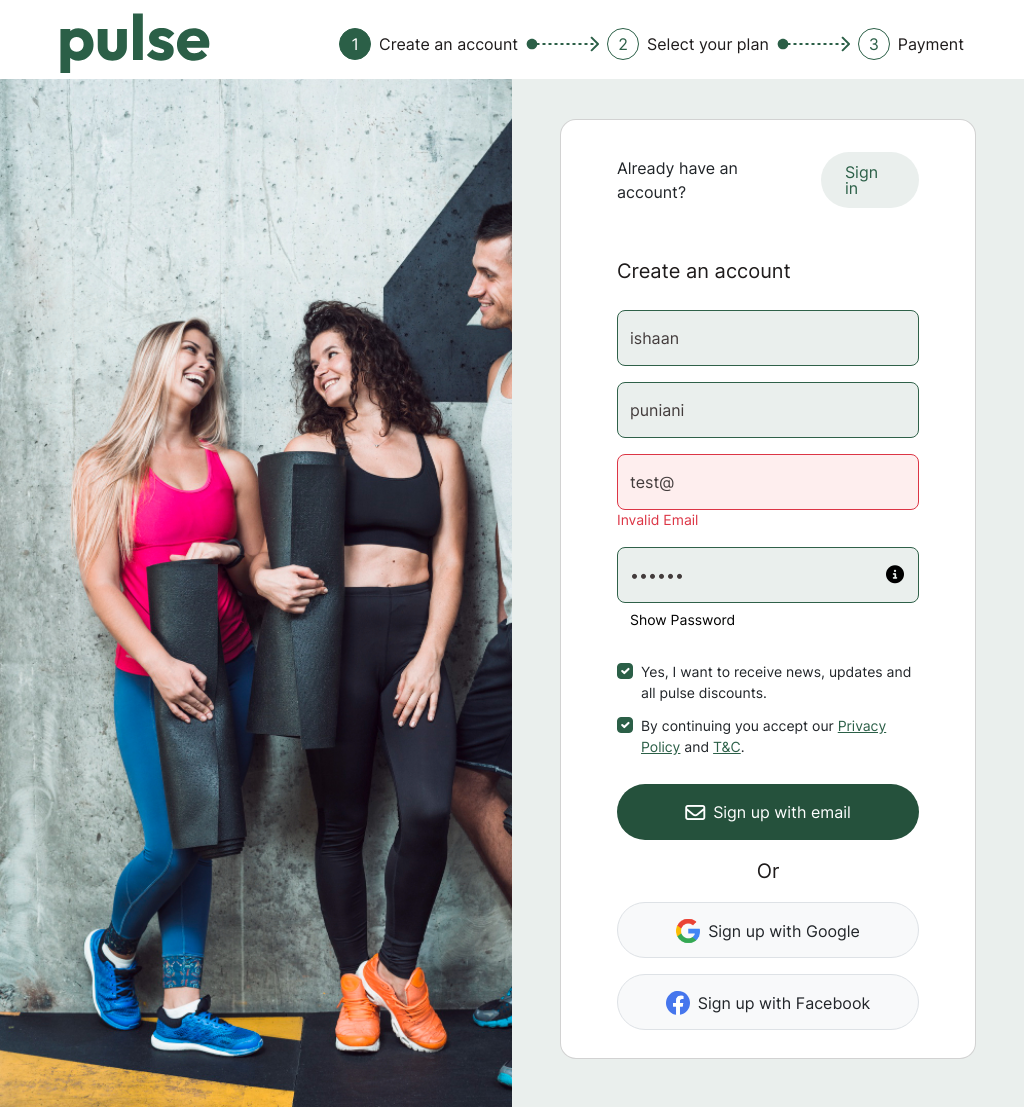 pulse
1 Create an account 2 Select your plan 3 Payment
Already have an
account?
Sign
in
Create an account
ishaan
puniani
test@
Invalid Email
••••••
Show Password
Yes, I want to receive news, updates and
all pulse discounts.
By continuing you accept our Privacy
Policy and T&C.
Sign up with email
Or
Sign up with Google
Sign up with Facebook